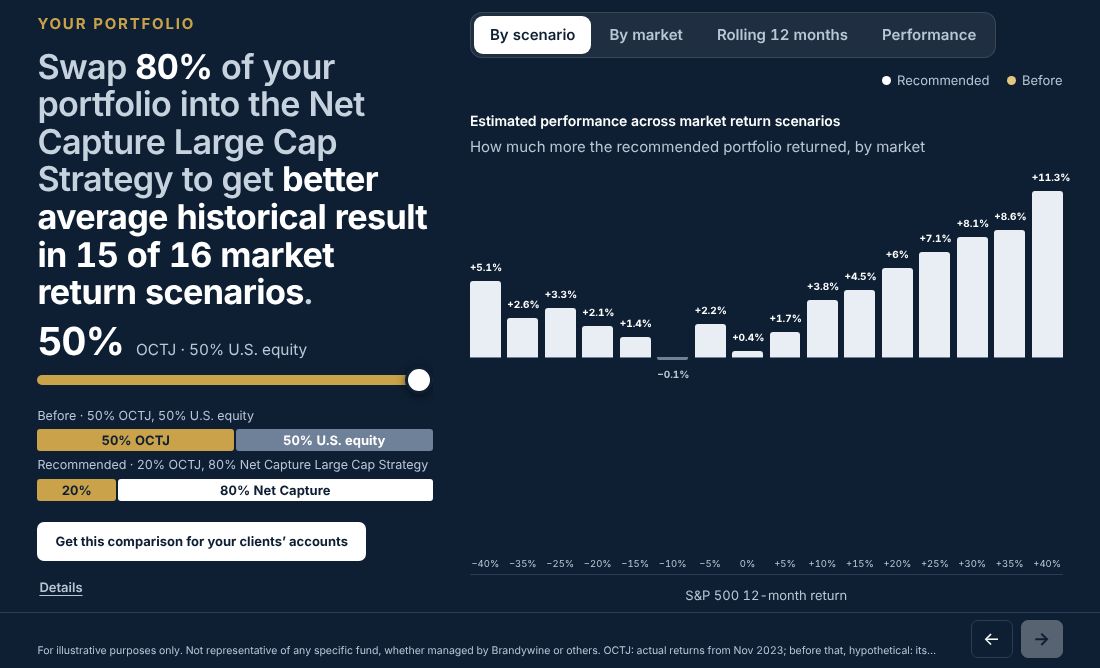 YOUR PORTFOLIO
Swap 80% of your
portfolio into the Net
Capture Large Cap
Strategy to get better
average historical result
in 15 of 16 market
return scenarios.
50% OCTJ · 50% U.S. equity
Before · 50% OCTJ, 50% U.S. equity
50% OCTJ 50% U.S. equity
Recommended · 20% OCTJ, 80% Net Capture Large Cap Strategy
20% 80% Net Capture
Get this comparison for your clients’ accounts
Details
By scenario By market Rolling 12 months Performance
Recommended Before
Estimated performance across market return scenarios
How much more the recommended portfolio returned, by market
+5.1% +2.6% +3.3% +2.1% +1.4% −0.1% +2.2% +0.4% +1.7% +3.8% +4.5% +6% +7.1% +8.1% +8.6% +11.3%
−40% −35% −25% −20% −15% −10% −5% 0% +5% +10% +15% +20% +25% +30% +35% +40%
S&P 500 12-month return
For illustrative purposes only. Not representative of any specific fund, whether managed by Brandywine or others. OCTJ: actual returns from Nov 2023; before that, hypothetical: its…
← →